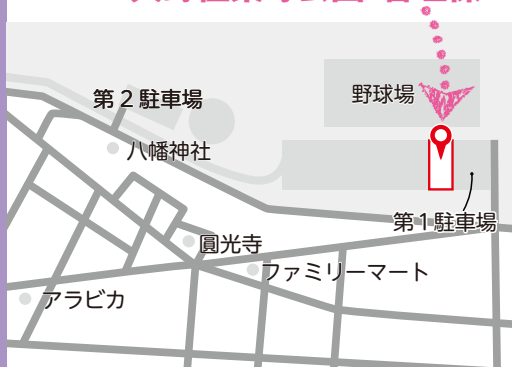 野球場
第2駐車場
八幡神社
第1駐車場
圓光寺
ファミリーマート
アラビカ